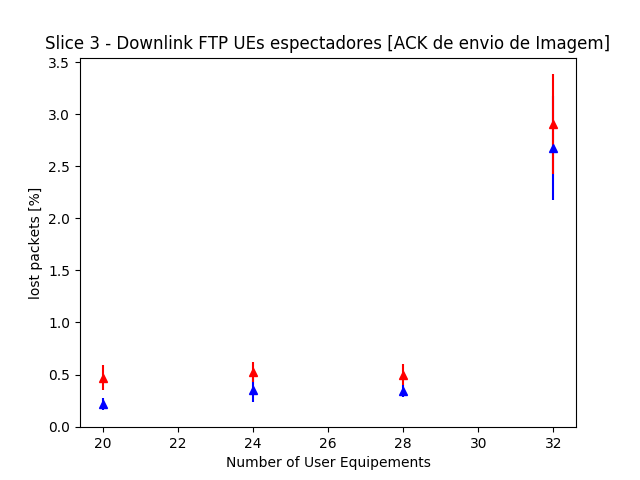 Slice 3 - Downlink FTP UEs espectadores [ACK de envio de Imagem]
3.5
3.0
2.5
2.0
1.5
1.0
0.5
0.0
lost packets [%]
20 22 24 26 28 30 32
Number of User Equipements